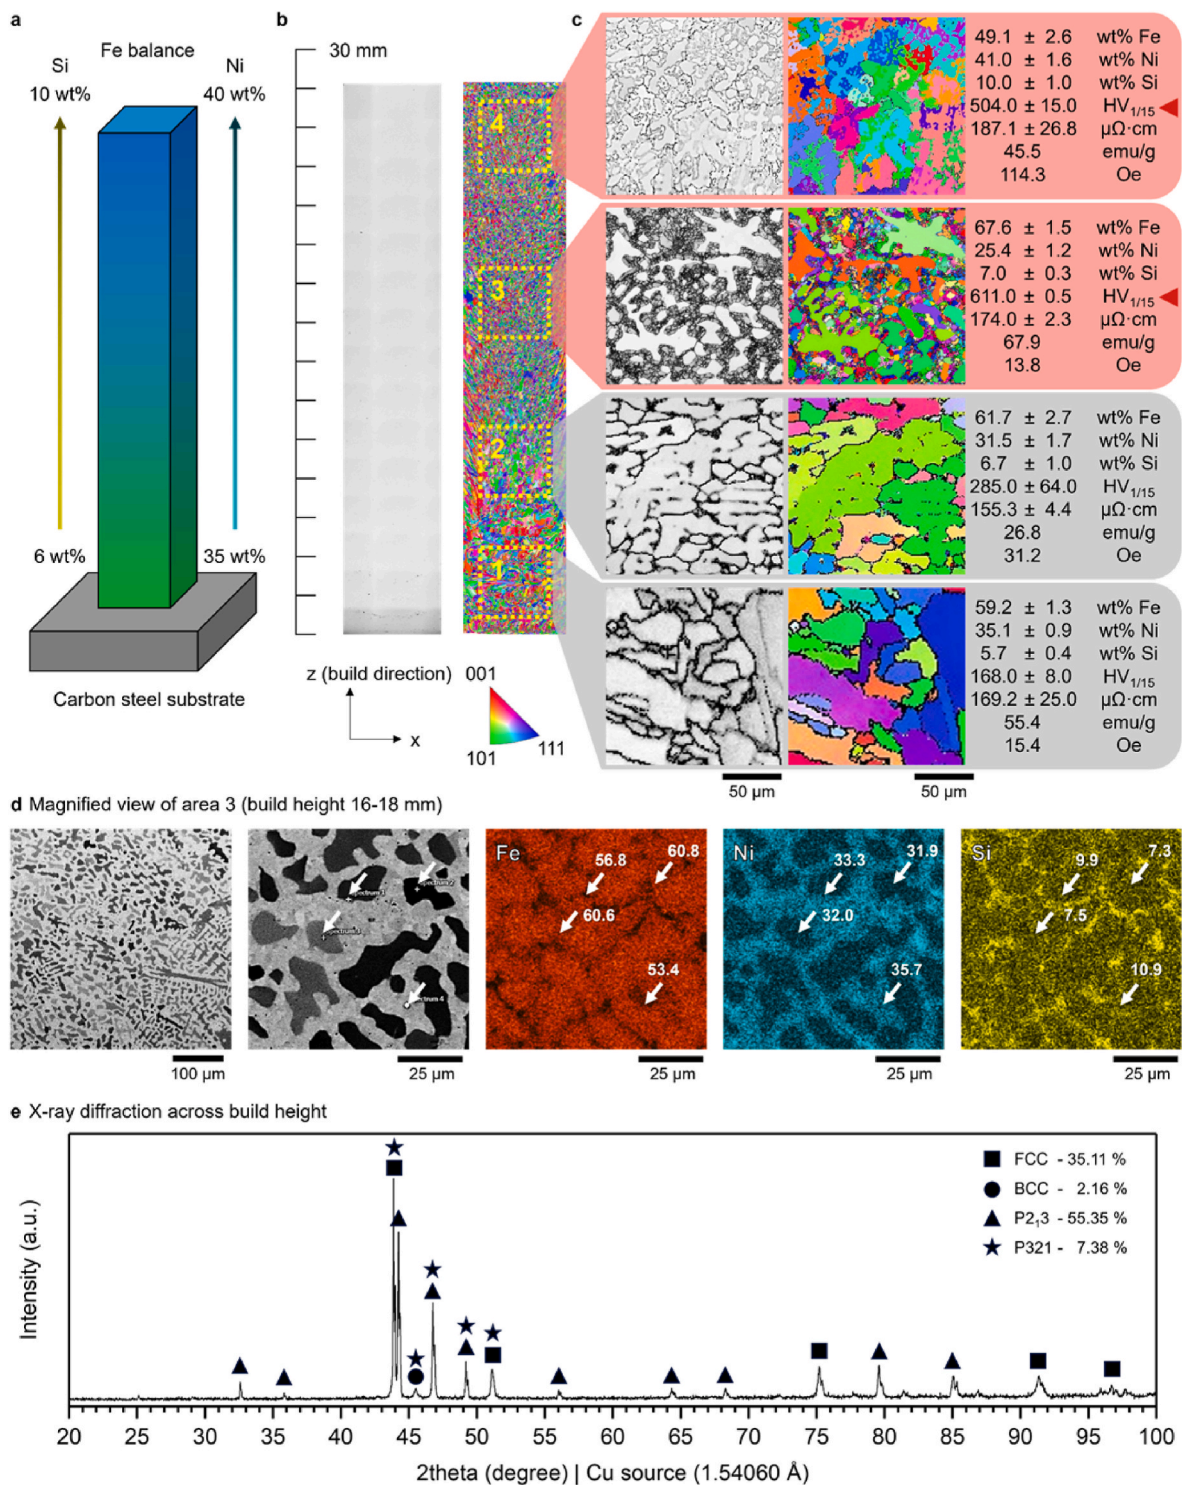 a
Fe balance
Si
Ni
10 wt%
40 wt%
6 wt%
35 wt%
Carbon steel substrate
b
30 mm
4
3
2
1
z (build direction)
x
001
101
111
c
49.1 ± 2.6 wt% Fe
41.0 ± 1.6 wt% Ni
10.0 ± 1.0 wt% Si
504.0 ± 15.0 HV1/15
187.1 ± 26.8 μΩ·cm
45.5 emu/g
114.3 Oe
67.6 ± 1.5 wt% Fe
25.4 ± 1.2 wt% Ni
7.0 ± 0.3 wt% Si
611.0 ± 0.5 HV1/15
174.0 ± 2.3 μΩ·cm
67.9 emu/g
13.8 Oe
61.7 ± 2.7 wt% Fe
31.5 ± 1.7 wt% Ni
6.7 ± 1.0 wt% Si
285.0 ± 64.0 HV1/15
155.3 ± 4.4 μΩ·cm
26.8 emu/g
31.2 Oe
59.2 ± 1.3 wt% Fe
35.1 ± 0.9 wt% Ni
5.7 ± 0.4 wt% Si
168.0 ± 8.0 HV1/15
169.2 ± 25.0 μΩ·cm
55.4 emu/g
15.4 Oe
50 μm
50 μm
d Magnified view of area 3 (build height 16-18 mm)
Fe
56.8
60.8
60.6
53.4
Ni
33.3
31.9
32.0
35.7
Si
9.9
7.3
7.5
10.9
100 μm
25 μm
25 μm
25 μm
25 μm
e X-ray diffraction across build height
FCC - 35.11 %
BCC - 2.16 %
P2₁3 - 55.35 %
P321 - 7.38 %
Intensity (a.u.)
20 25 30 35 40 45 50 55 60 65 70 75 80 85 90 95 100
2theta (degree) | Cu source (1.54060 Å)